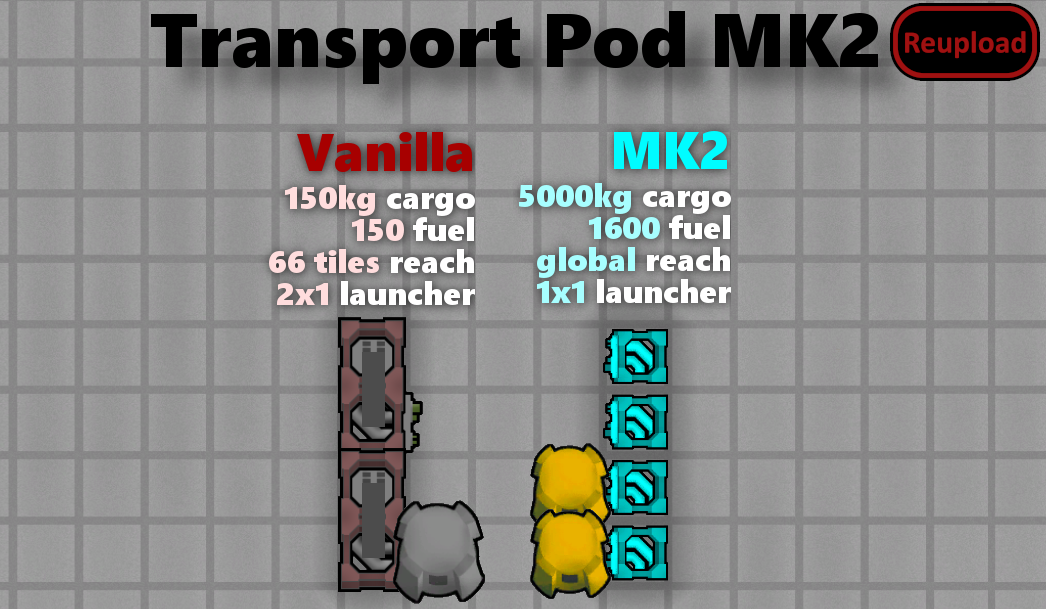 Transport Pod MK2
Reupload
Vanilla
150kg cargo
150 fuel
66 tiles reach
2x1 launcher
MK2
5000kg cargo
1600 fuel
global reach
1x1 launcher